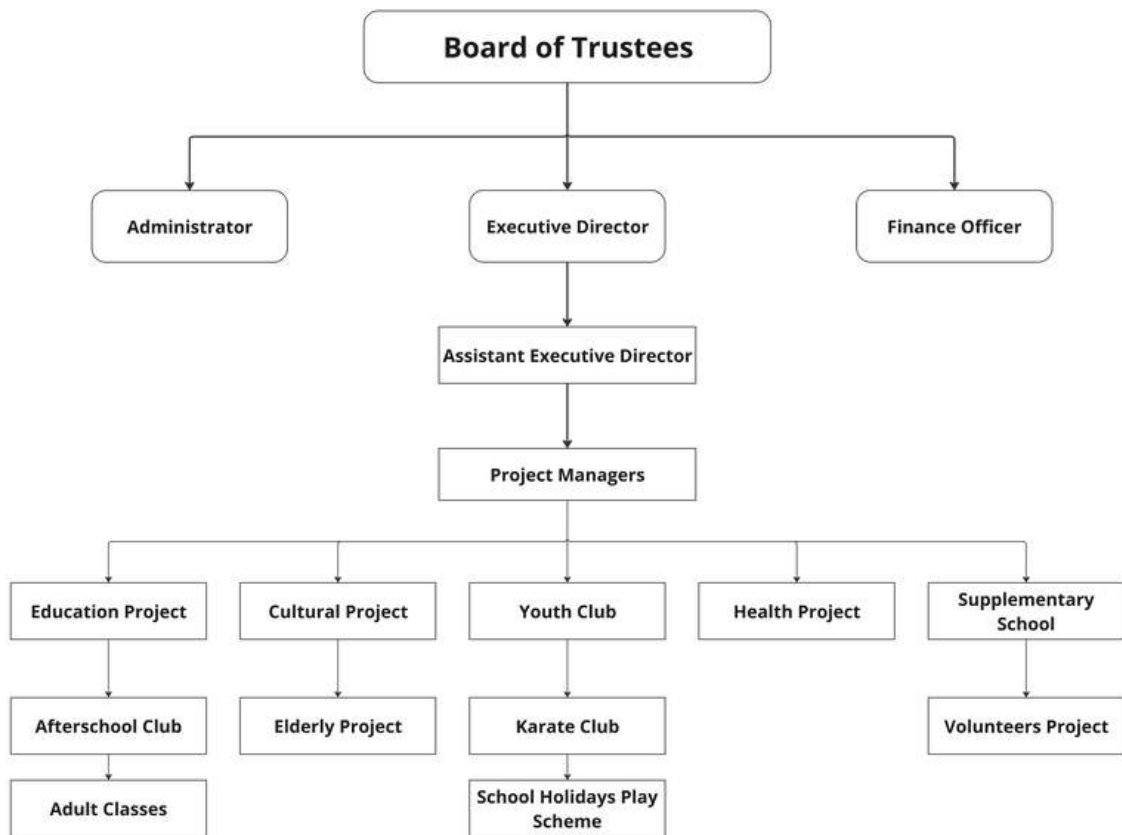 Board of Trustees
Administrator
Executive Director
Finance Officer
Assistant Executive Director
Project Managers
Education Project
Cultural Project
Youth Club
Health Project
Supplementary
School
Afterschool Club
Elderly Project
Karate Club
Volunteers Project
Adult Classes
School Holidays Play
Scheme